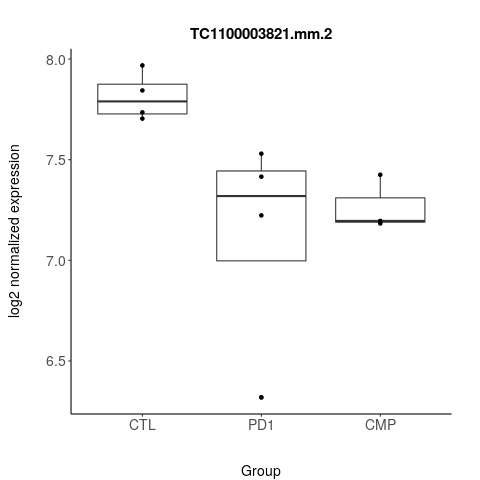 TC1100003821.mm.2
log2 normalized expression
8.0
7.5
7.0
6.5
CTL
PD1
CMP
Group